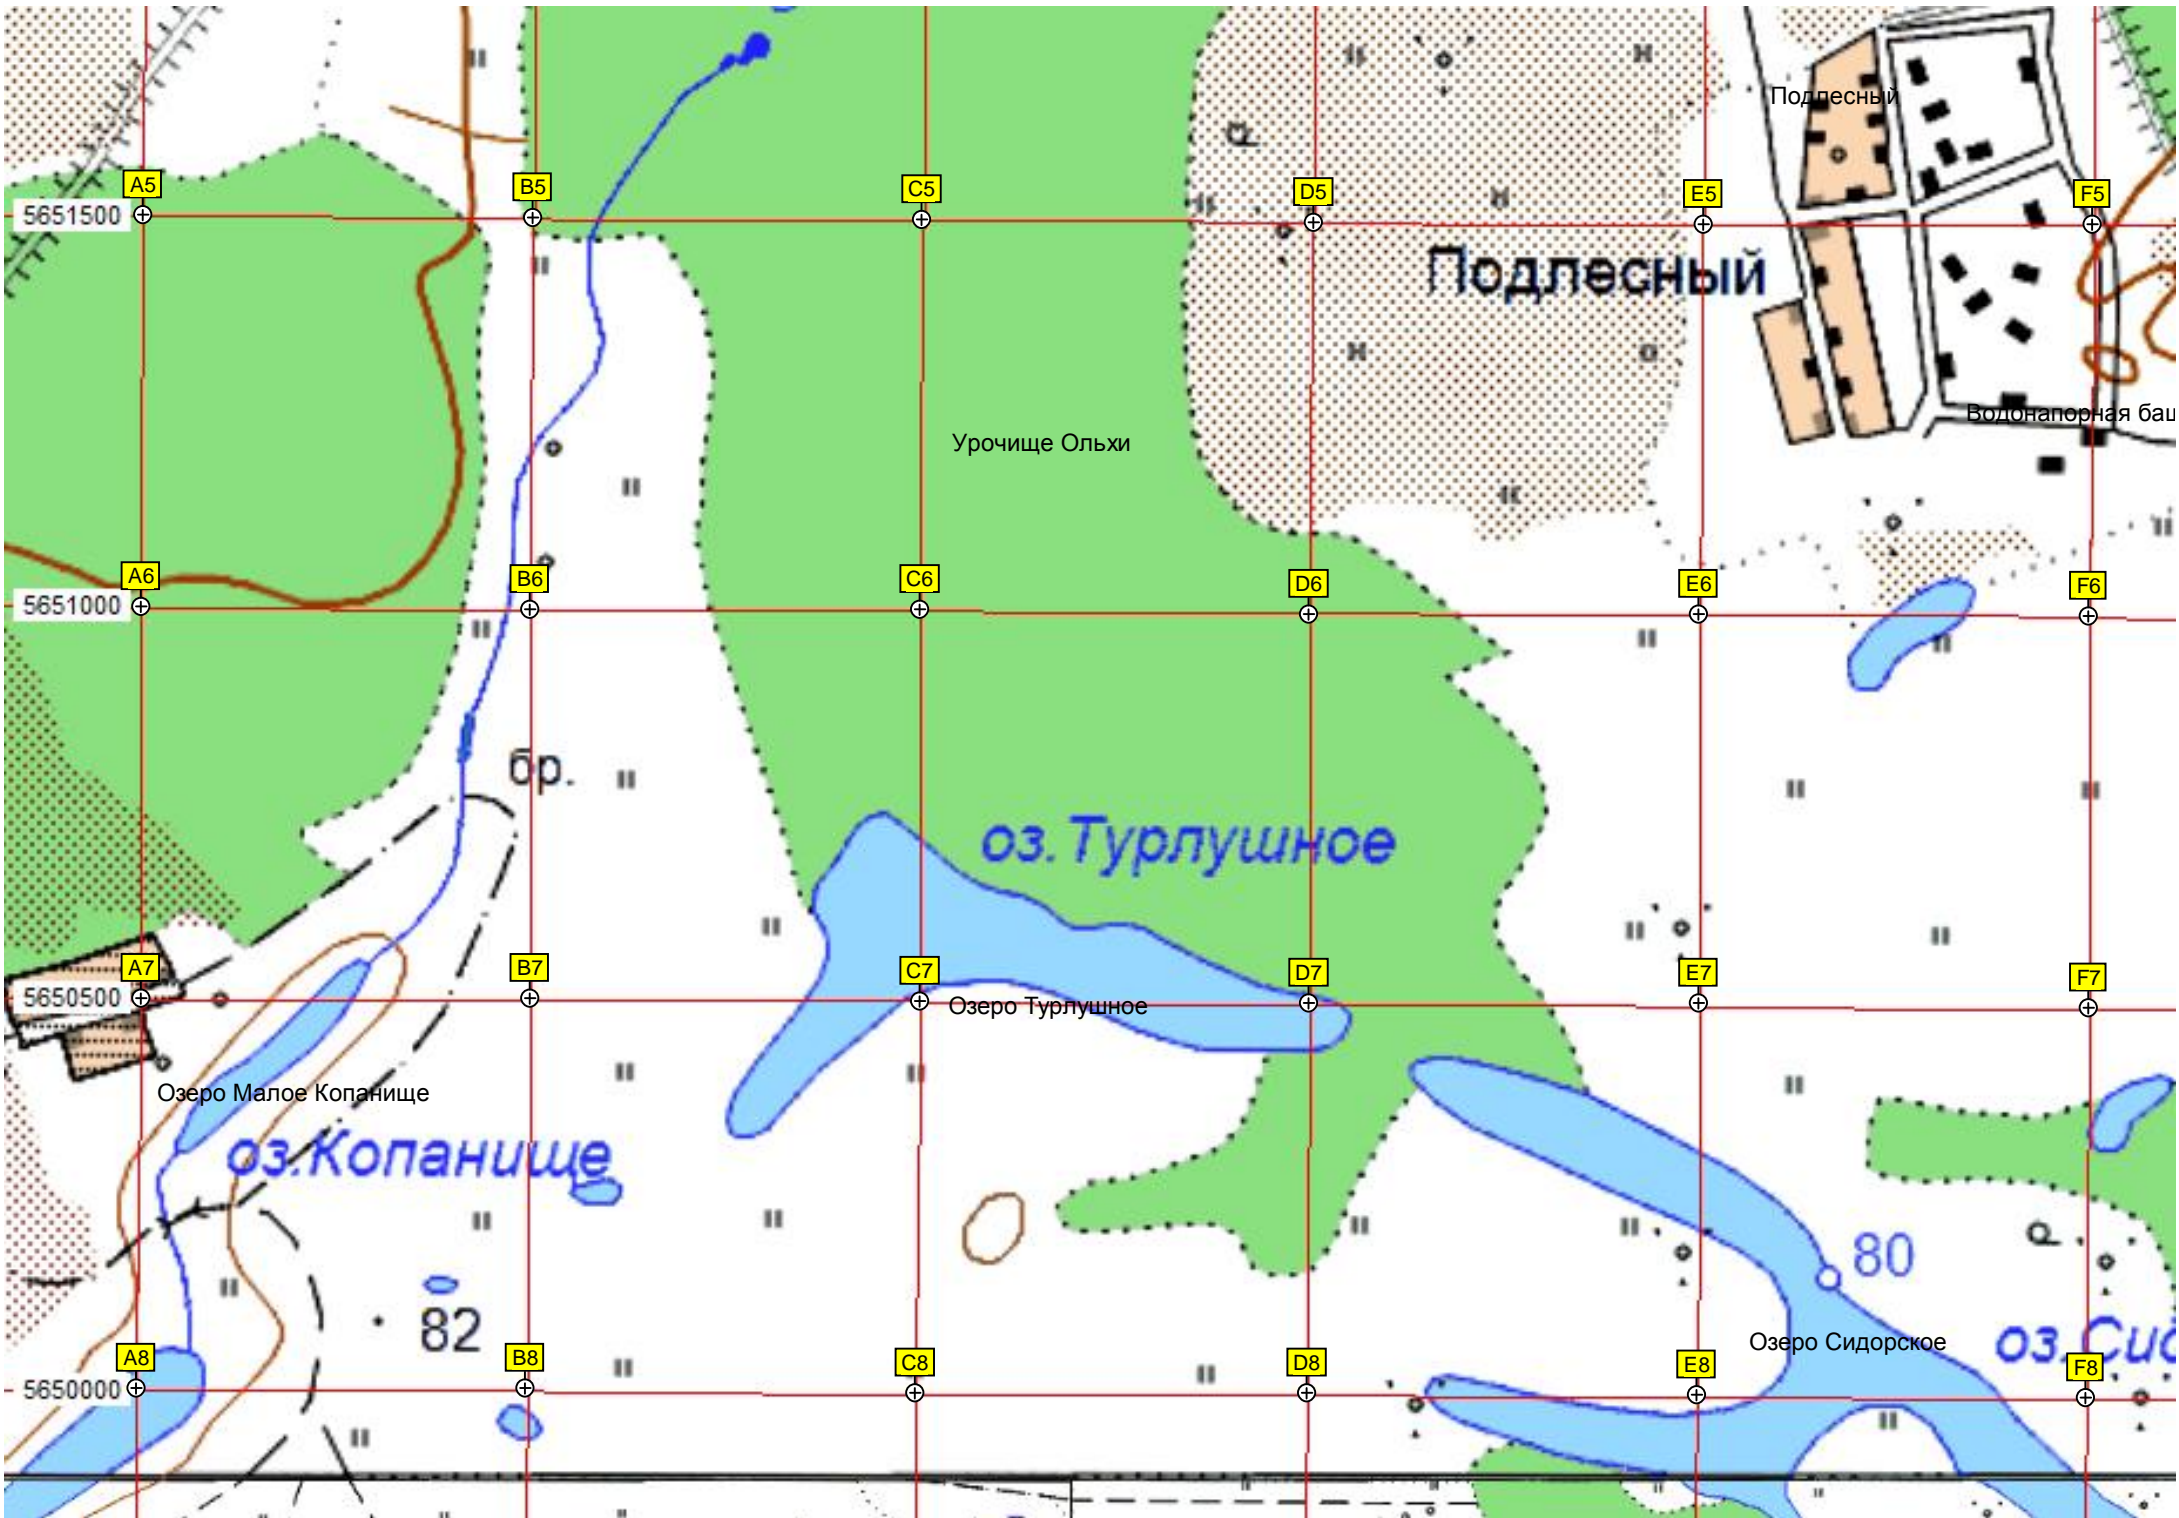 Подлесный
A5
B5
C5
D5
E5
F5
5651500
Подлесный
Водонапорная баш
Урочище Ольхи
A6
B6
C6
D6
E6
F6
5651000
бр.
оз.Турлушное
A7
B7
C7
D7
E7
F7
5650500
Озеро Турлушное
Озеро Малое Копанище
оз.Копанище
80
82
Озеро Сидорское
оз.Сид
A8
B8
C8
D8
E8
F8
5650000